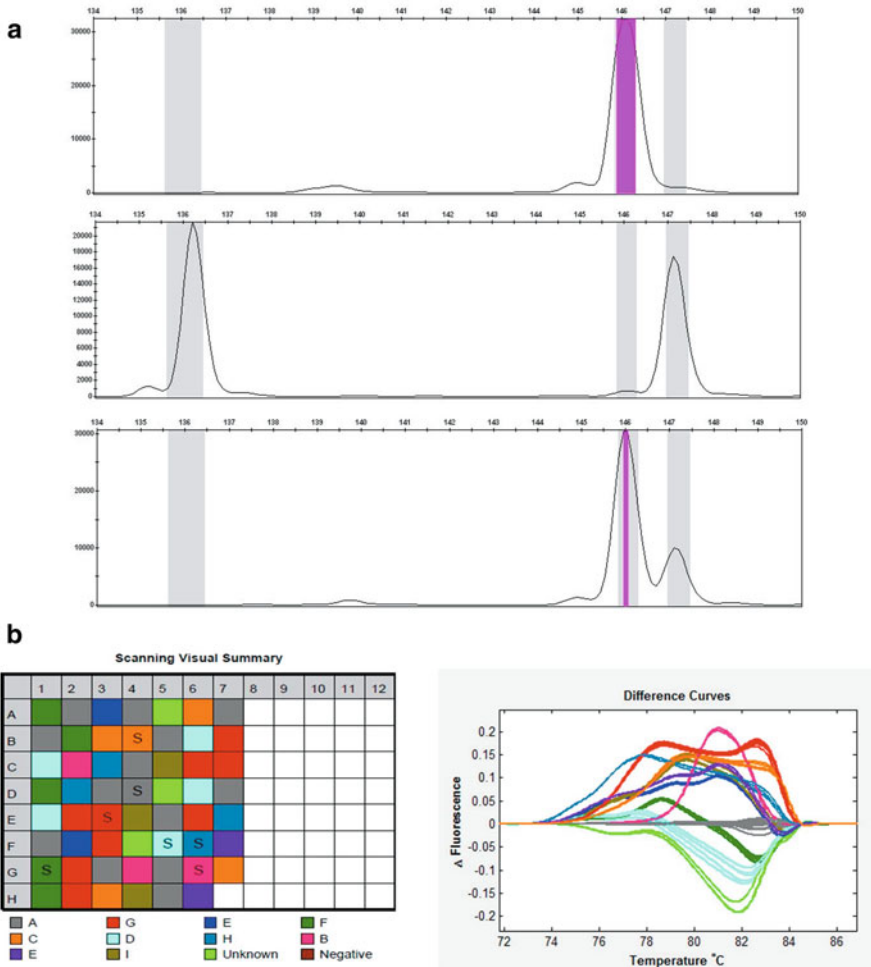 a
134 135 136 137 138 139 140 141 142 143 144 145 146 147 148 149 150
30000
20000
10000
0
134 135 136 137 138 139 140 141 142 143 144 145 146 147 148 149 150
20000
18000
16000
14000
12000
10000
8000
6000
4000
2000
0
134 135 136 137 138 139 140 141 142 143 144 145 146 147 148 149 150
30000
20000
10000
0
b
Scanning Visual Summary
1 2 3 4 5 6 7 8 9 10 11 12
A
B S
C
D S
E S
F S S
G S S
H
A G E F
C D H B
E I Unknown Negative
Difference Curves
Δ Fluorescence
0.2
0.15
0.1
0.05
0
-0.05
-0.1
-0.15
-0.2
72 74 76 78 80 82 84 86
Temperature °C